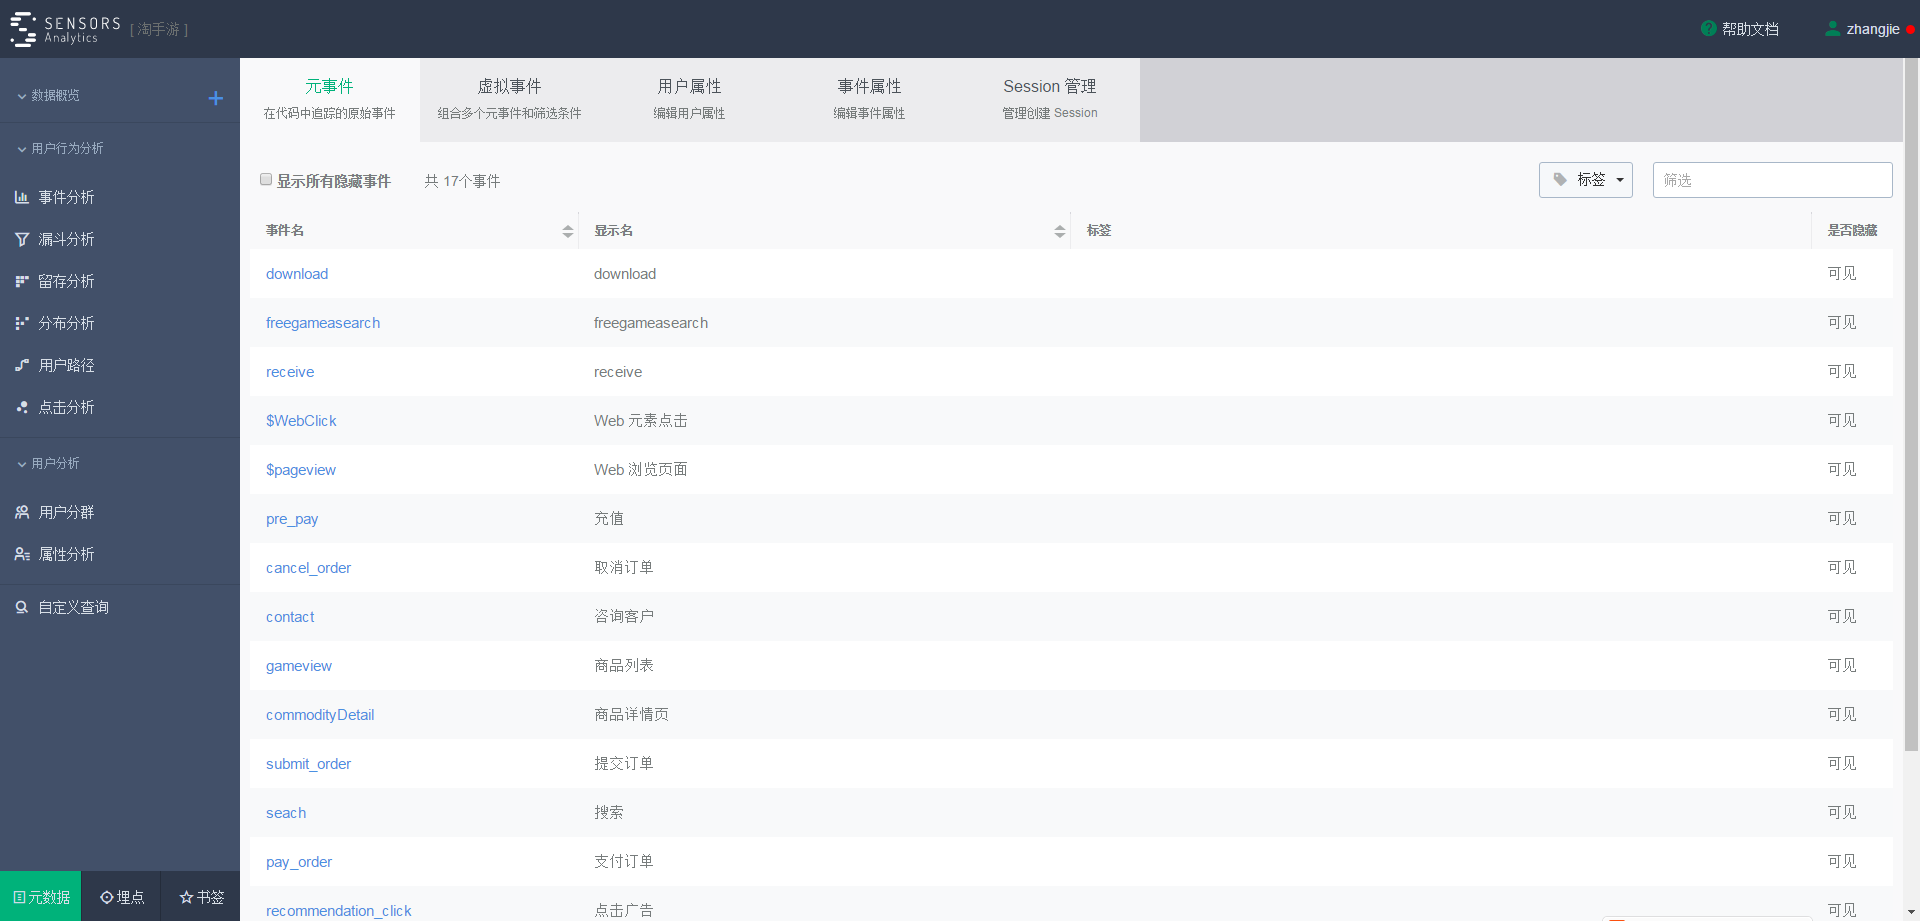 SENSORS
Analytics
[ 淘手游 ]
帮助文档
zhangjie
数据概览
用户行为分析
事件分析
漏斗分析
留存分析
分布分析
用户路径
点击分析
用户分析
用户分群
属性分析
自定义查询
元数据
埋点
书签
元事件
在代码中追踪的原始事件
虚拟事件
组合多个元事件和筛选条件
用户属性
编辑用户属性
事件属性
编辑事件属性
Session 管理
管理创建 Session
显示所有隐藏事件
共 17个事件
标签
筛选
事件名 显示名 标签 是否隐藏
download download 可见
freegameasearch freegameasearch 可见
receive receive 可见
$WebClick Web 元素点击 可见
$pageview Web 浏览页面 可见
pre_pay 充值 可见
cancel_order 取消订单 可见
contact 咨询客户 可见
gameview 商品列表 可见
commodityDetail 商品详情页 可见
submit_order 提交订单 可见
seach 搜索 可见
pay_order 支付订单 可见
recommendation_click 点击广告 可见